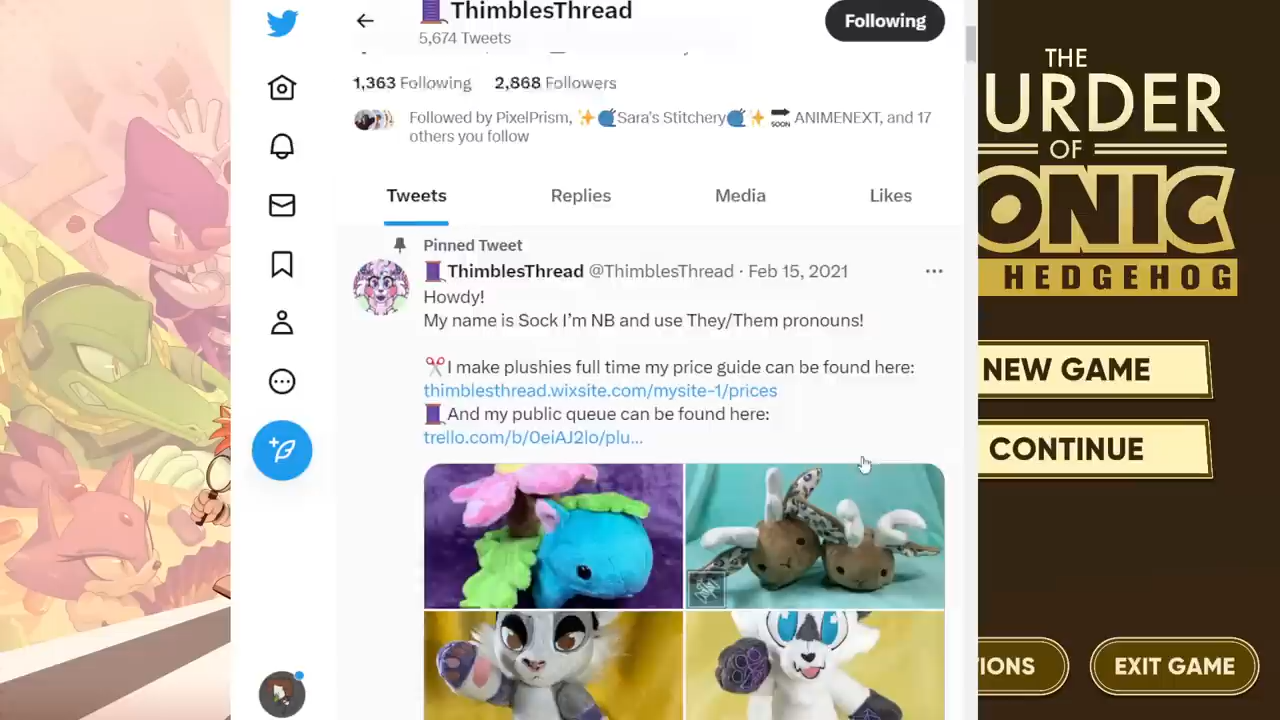 🧵ThimblesThread
5,674 Tweets
Following
1,363 Following 2,868 Followers
Followed by PixelPrism, ✨🧶Sara's Stitchery🧶✨ 🔜 ANIMENEXT, and 17
others you follow
Tweets Replies Media Likes
Pinned Tweet
🧵ThimblesThread @ThimblesThread · Feb 15, 2021
Howdy!
My name is Sock I'm NB and use They/Them pronouns!
✂️I make plushies full time my price guide can be found here:
thimblesthread.wixsite.com/mysite-1/prices
🧵And my public queue can be found here:
trello.com/b/0eiAJ2lo/plu...
THE
URDER
OF
ONIC
HEDGEHOG
NEW GAME
CONTINUE
IONS
EXIT GAME